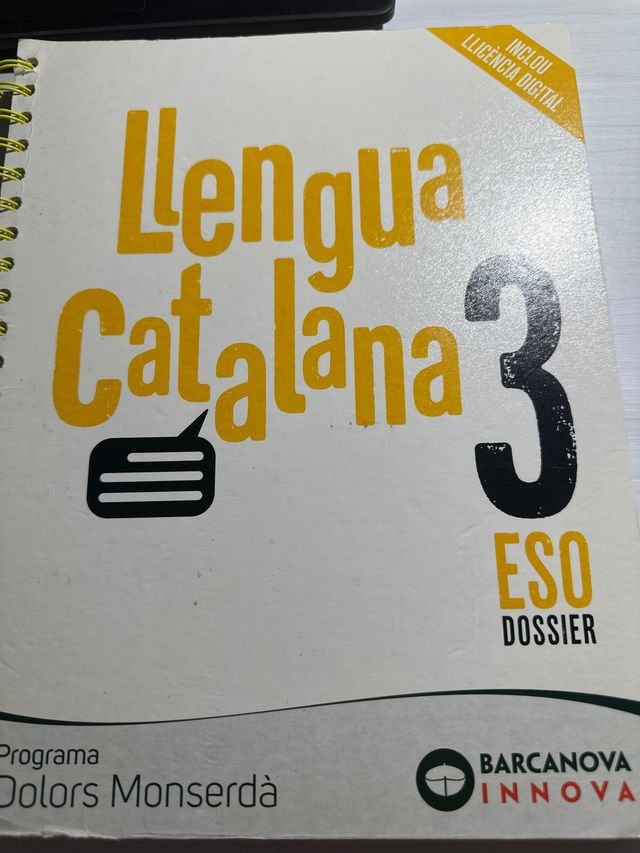 INCLOU
LLICÈNCIA DIGITAL
Llengua
Catalana 3
ESO
DOSSIER
Programa
Dolors Monserdà
BARCANOVA
INNOVA